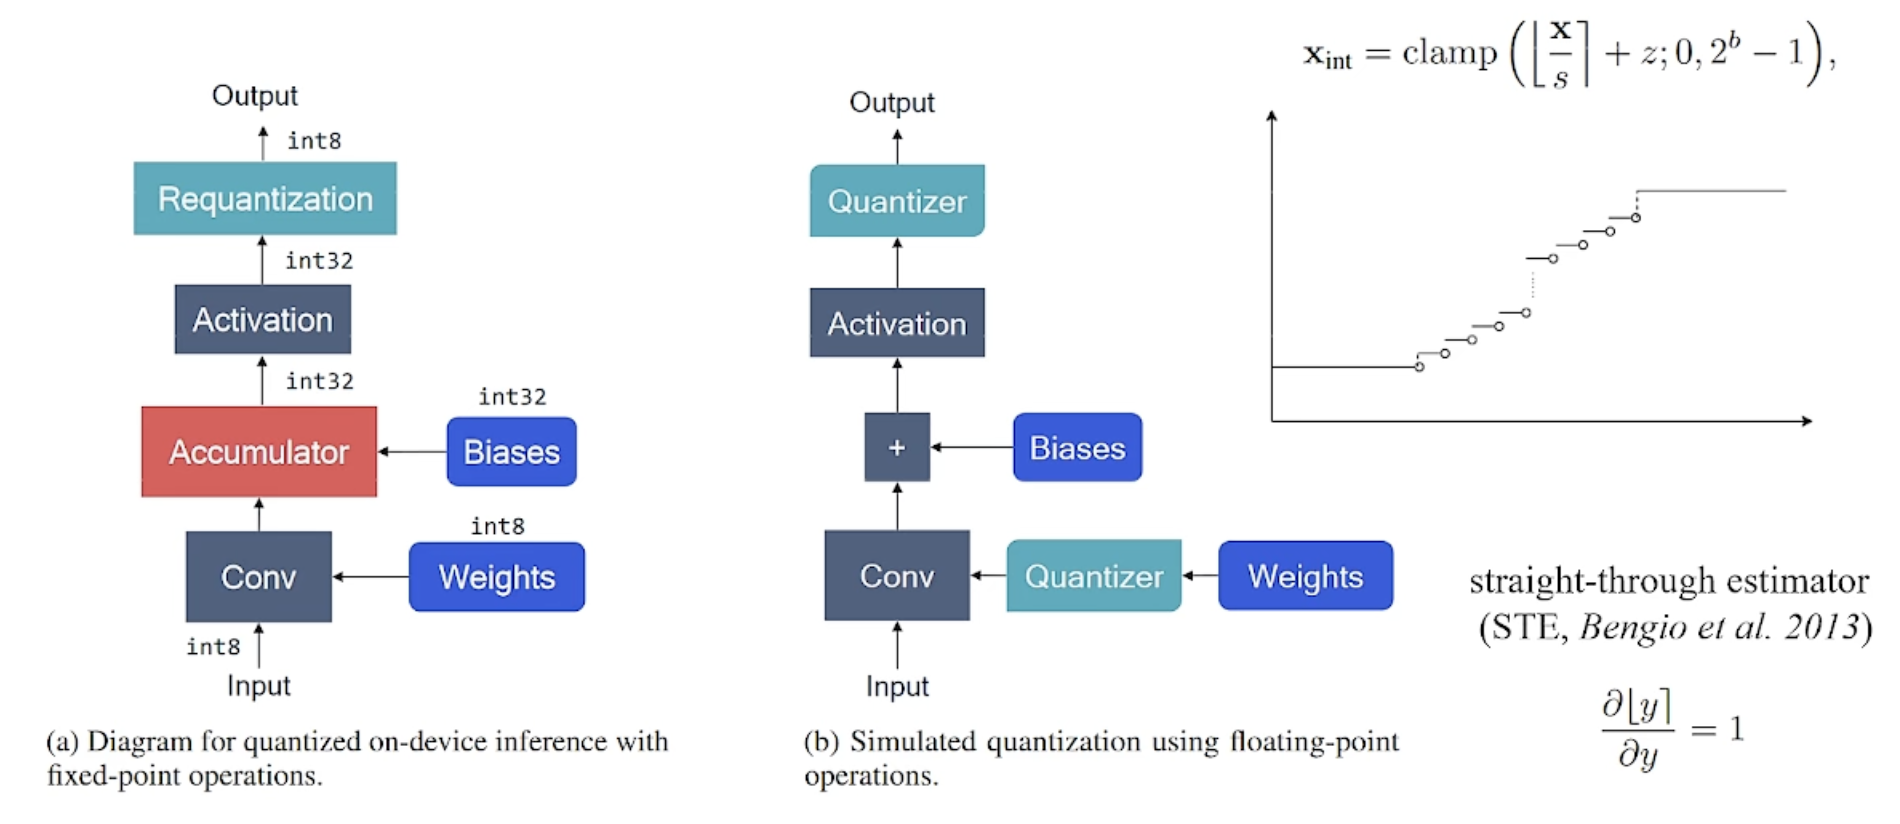 Output
int8
Requantization
int32
Activation
int32
int32
Accumulator
Biases
int8
Conv
Weights
int8
Input
(a) Diagram for quantized on-device inference with
fixed-point operations.
Output
Quantizer
Activation
+
Biases
Conv
Quantizer
Weights
Input
(b) Simulated quantization using floating-point
operations.
x_int = clamp (⌊x/s⌉ + z; 0, 2^b − 1),
straight-through estimator
(STE, Bengio et al. 2013)
∂⌊y⌉/∂y = 1